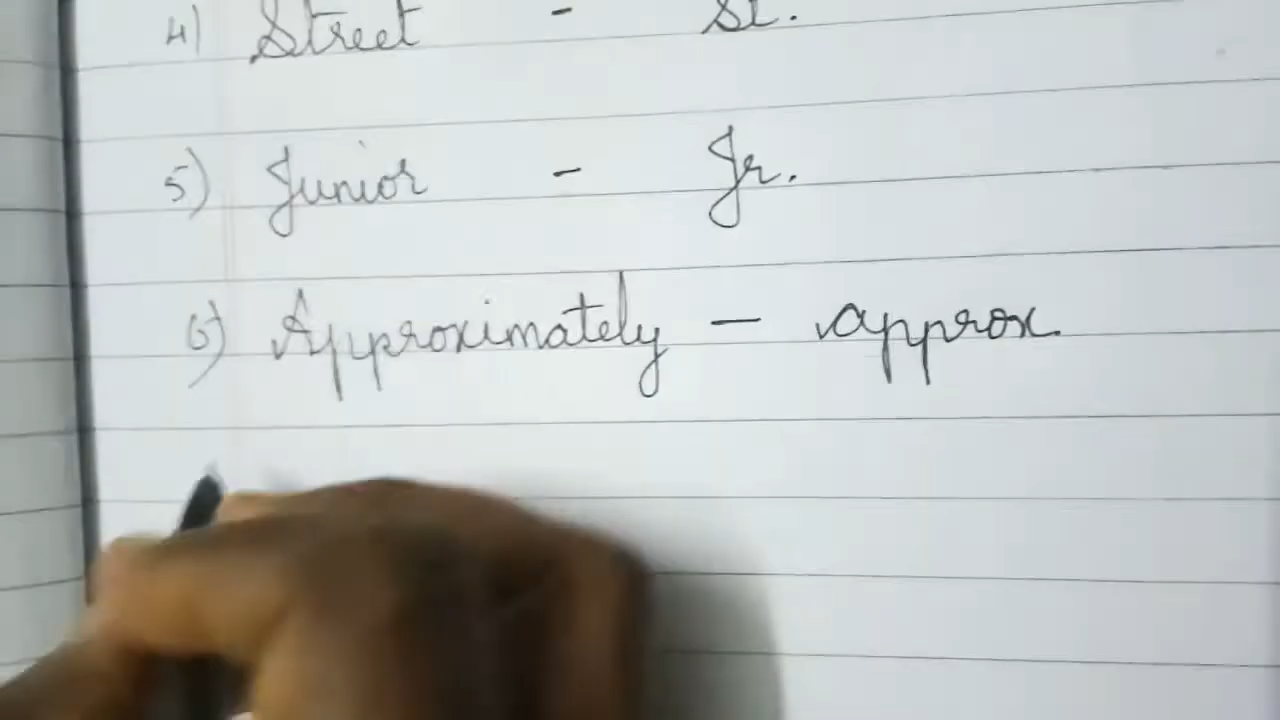 4) Street - St.
5) Junior - Jr.
6) Approximately - approx